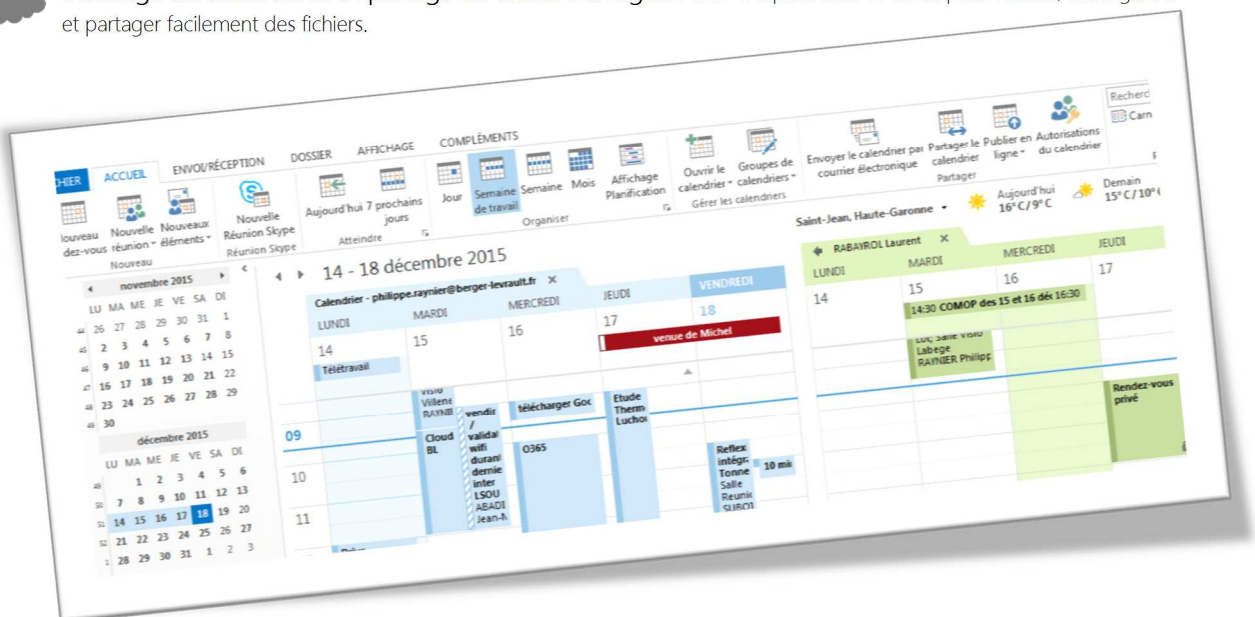 et partager facilement des fichiers.
ACCUEIL ENVOI/RÉCEPTION DOSSIER AFFICHAGE COMPLÉMENTS
Nouvelle réunion
Nouveaux éléments
Nouveau
Nouvelle Réunion Skype
Réunion Skype
Aujourd'hui
7 prochains jours
Atteindre
Jour
Semaine de travail
Semaine
Mois
Affichage Planification
Organiser
Ouvrir le calendrier
Groupes de calendriers
Gérer les calendriers
Envoyer le calendrier par courrier électronique
Partager le calendrier
Publier en ligne
Autorisations du calendrier
Partager
novembre 2015
LU MA ME JE VE SA DI
26 27 28 29 30 31 1
2 3 4 5 6 7 8
9 10 11 12 13 14 15
16 17 18 19 20 21 22
23 24 25 26 27 28 29
30
décembre 2015
LU MA ME JE VE SA DI
1 2 3 4 5 6
50 7 8 9 10 11 12 13
51 14 15 16 17 18 19 20
52 21 22 23 24 25 26 27
1 28 29 30 31 1 2 3
14 - 18 décembre 2015
Saint-Jean, Haute-Garonne
Aujourd'hui
16° C / 9° C
Demain
Calendrier - philippe.raynier@berger-levrault.fr
LUNDI MARDI MERCREDI JEUDI VENDREDI
14 15 16 17 18
Télétravail
venue de Michel
09
10
11
Cloud
BL
wifi
inter
LSOU
télécharger
O365
Etude
RABAYROL Laurent
LUNDI MARDI MERCREDI JEUDI
14 15 16 17
14:30 COMOP des 15 et 16 déc 16:30
Labege
RAYNIER
Rendez-vous
privé
Salle